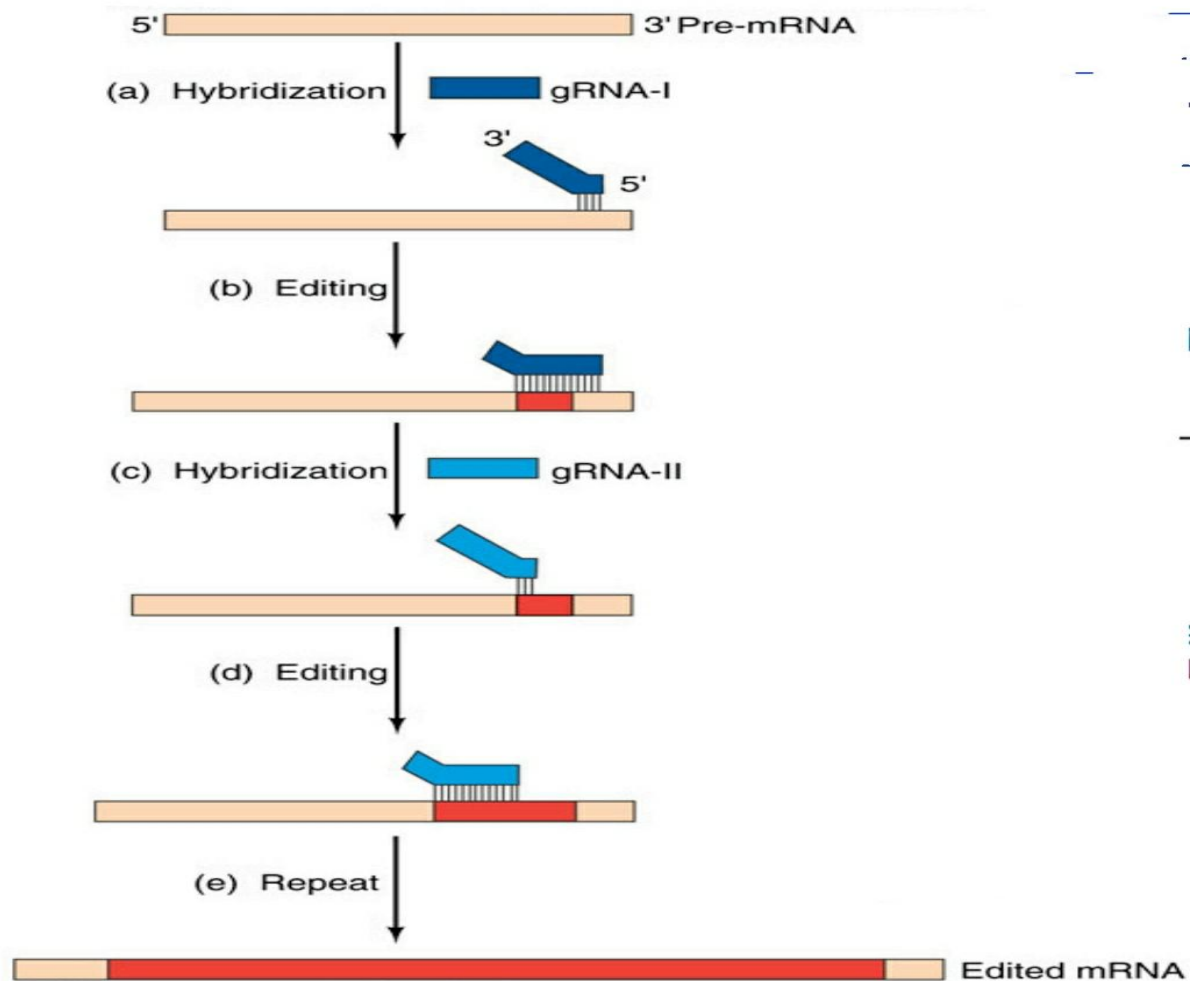 5' 3' Pre-mRNA
(a) Hybridization gRNA-I
3'
5'
(b) Editing
(c) Hybridization gRNA-II
(d) Editing
(e) Repeat
Edited mRNA